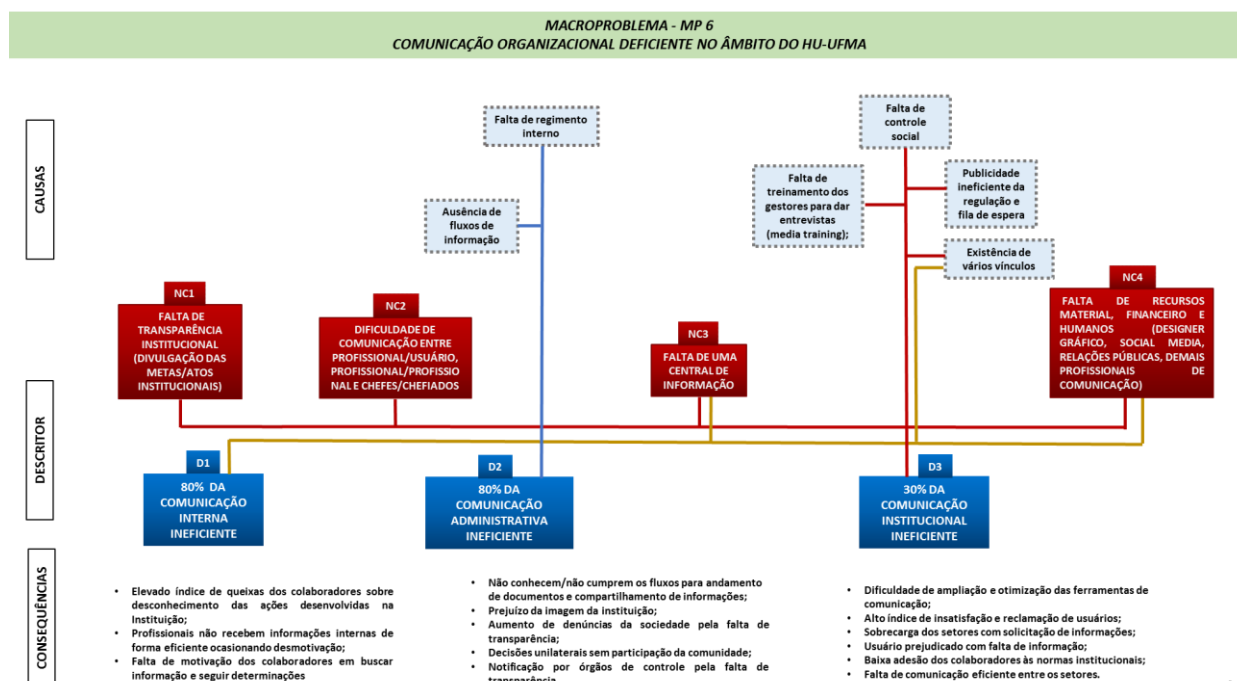 MACROPROBLEMA - MP 6
COMUNICAÇÃO ORGANIZACIONAL DEFICIENTE NO ÂMBITO DO HU-UFMA
CAUSAS
Falta de regimento
interno
Ausência de
fluxos de
informação
Falta de
controle
social
Falta de
treinamento dos
gestores para dar
entrevistas
(media training);
Publicidade
ineficiente da
regulação e
fila de espera
Existência de
vários vínculos
NC1
FALTA DE
TRANSPARÊNCIA
INSTITUCIONAL
(DIVULGAÇÃO DAS
METAS/ATOS
INSTITUCIONAIS)
NC2
DIFICULDADE DE
COMUNICAÇÃO ENTRE
PROFISSIONAL/USUÁRIO,
PROFISSIONAL/PROFISSIO
NAL E CHEFES/CHEFIADOS
NC3
FALTA DE UMA
CENTRAL DE
INFORMAÇÃO
NC4
FALTA DE RECURSOS
MATERIAL, FINANCEIRO E
HUMANOS (DESIGNER
GRÁFICO, SOCIAL MEDIA,
RELAÇÕES PÚBLICAS, DEMAIS
PROFISSIONAIS DE
COMUNICAÇÃO)
DESCRITOR
D1
80% DA
COMUNICAÇÃO
INTERNA
INEFICIENTE
D2
80% DA
COMUNICAÇÃO
ADMINISTRATIVA
INEFICIENTE
D3
30% DA
COMUNICAÇÃO
INSTITUCIONAL
INEFICIENTE
CONSEQUÊNCIAS
• Elevado índice de queixas dos colaboradores sobre
desconhecimento das ações desenvolvidas na
Instituição;
• Profissionais não recebem informações internas de
forma eficiente ocasionando desmotivação;
• Falta de motivação dos colaboradores em buscar
informação e seguir determinações
• Não conhecem/não cumprem os fluxos para andamento
de documentos e compartilhamento de informações;
• Prejuízo da imagem da instituição;
• Aumento de denúncias da sociedade pela falta de
transparência;
• Decisões unilaterais sem participação da comunidade;
• Notificação por órgãos de controle pela falta de
transparência
• Dificuldade de ampliação e otimização das ferramentas de
comunicação;
• Alto índice de insatisfação e reclamação de usuários;
• Sobrecarga dos setores com solicitação de informações;
• Usuário prejudicado com falta de informação;
• Baixa adesão dos colaboradores às normas institucionais;
• Falta de comunicação eficiente entre os setores.